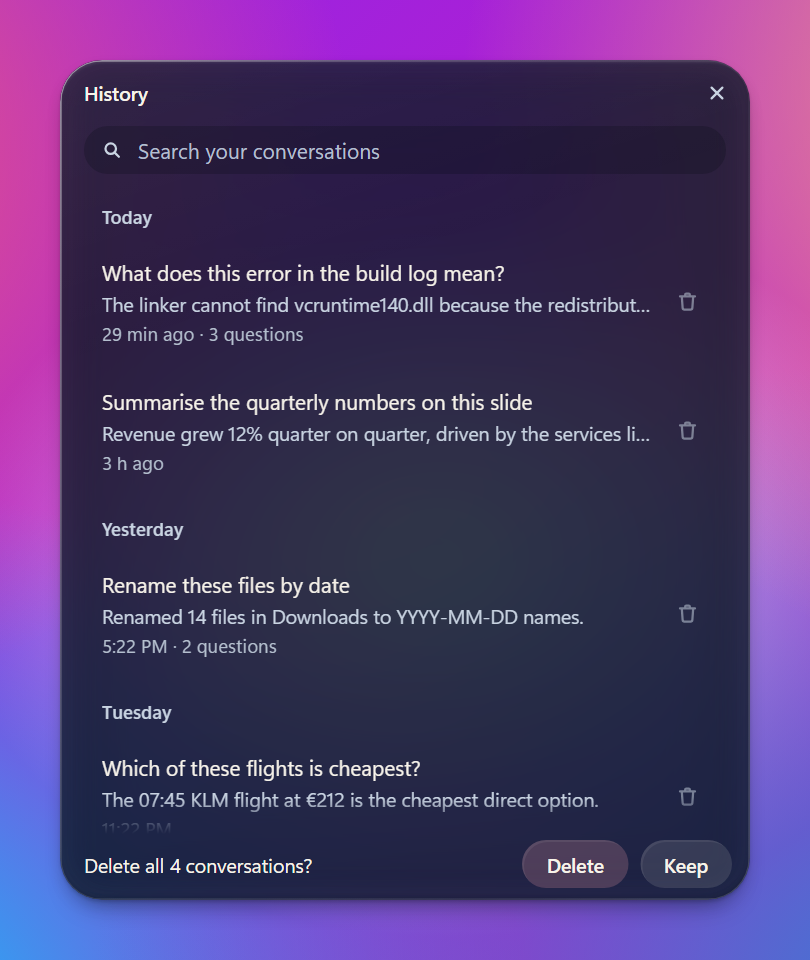 History
Search your conversations
Today
What does this error in the build log mean?
The linker cannot find vcruntime140.dll because the redistribut...
29 min ago · 3 questions
Summarise the quarterly numbers on this slide
Revenue grew 12% quarter on quarter, driven by the services li...
3 h ago
Yesterday
Rename these files by date
Renamed 14 files in Downloads to YYYY-MM-DD names.
5:22 PM · 2 questions
Tuesday
Which of these flights is cheapest?
The 07:45 KLM flight at €212 is the cheapest direct option.
11:22 PM
Delete all 4 conversations?
Delete
Keep